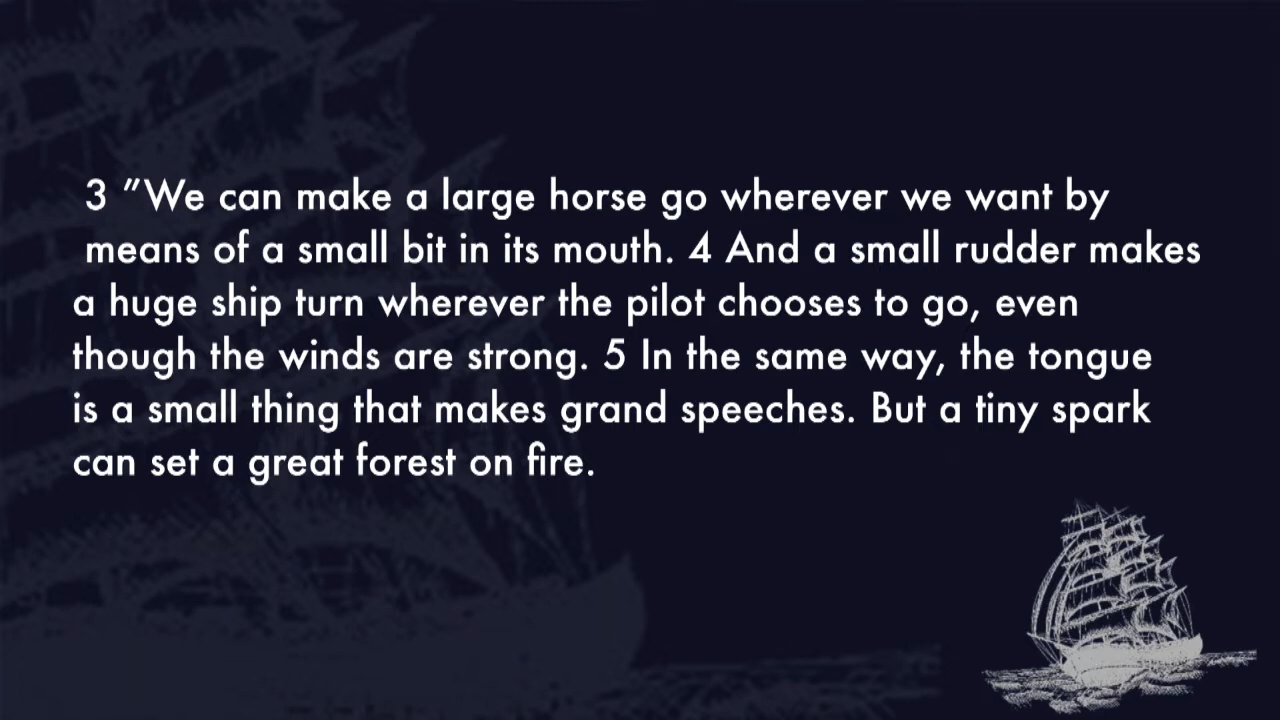 3 ”We can make a large horse go wherever we want by
means of a small bit in its mouth. 4 And a small rudder makes
a huge ship turn wherever the pilot chooses to go, even
though the winds are strong. 5 In the same way, the tongue
is a small thing that makes grand speeches. But a tiny spark
can set a great forest on fire.